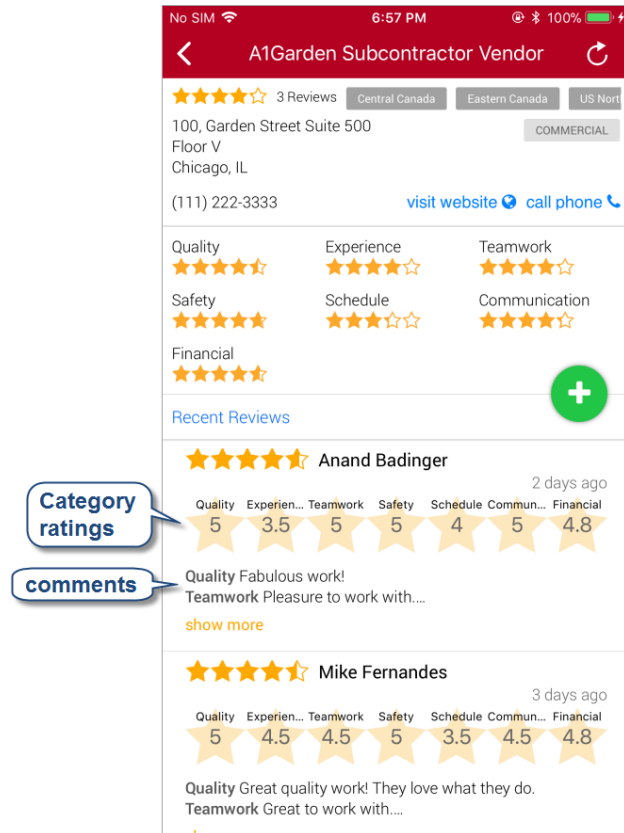 No SIM 6:57 PM 100%
A1Garden Subcontractor Vendor
3 Reviews Central Canada Eastern Canada US Nort
100, Garden Street Suite 500 COMMERCIAL
Floor V
Chicago, IL
(111) 222-3333 visit website call phone
Quality Experience Teamwork
Safety Schedule Communication
Financial
+
Recent Reviews
Anand Badinger
2 days ago
Category ratings
Quality Experien... Teamwork Safety Schedule Commun... Financial
5 3.5 5 5 4 5 4.8
comments
Quality Fabulous work!
Teamwork Pleasure to work with....
show more
Mike Fernandes
3 days ago
Quality Experien... Teamwork Safety Schedule Commun... Financial
5 4.5 4.5 5 3.5 4.5 4.8
Quality Great quality work! They love what they do.
Teamwork Great to work with....